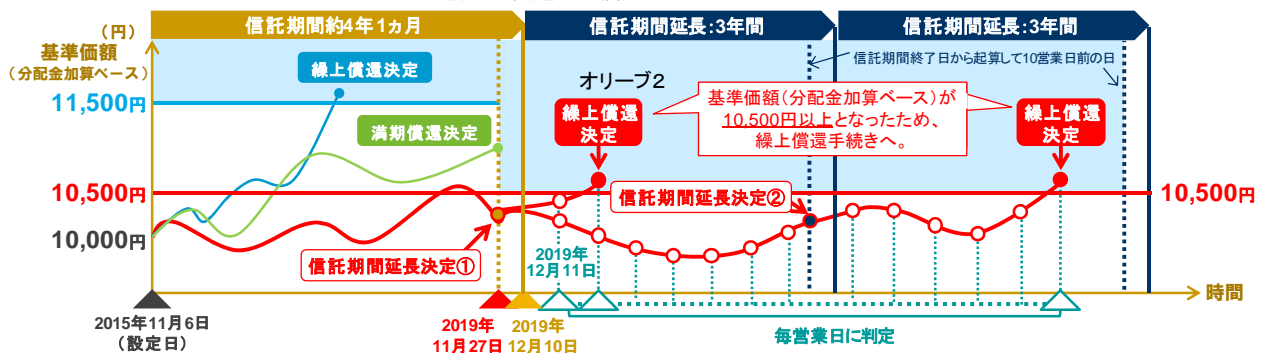 信託期間約4年1ヵ月
信託期間延長:3年間
信託期間延長:3年間
(円)
基準価額
(分配金加算ベース)
11,500円
10,500円
10,000円
繰上償還決定
満期償還決定
オリーブ2
繰上償還
決定
基準価額(分配金加算ベース)が
10,500円以上となったため、
繰上償還手続きへ。
信託期間終了日から起算して10営業日前の日
繰上償還
決定
10,500円
信託期間延長決定①
信託期間延長決定②
2019年
12月11日
時間
2015年11月6日
(設定日)
2019年
11月27日
2019年
12月10日
毎営業日に判定